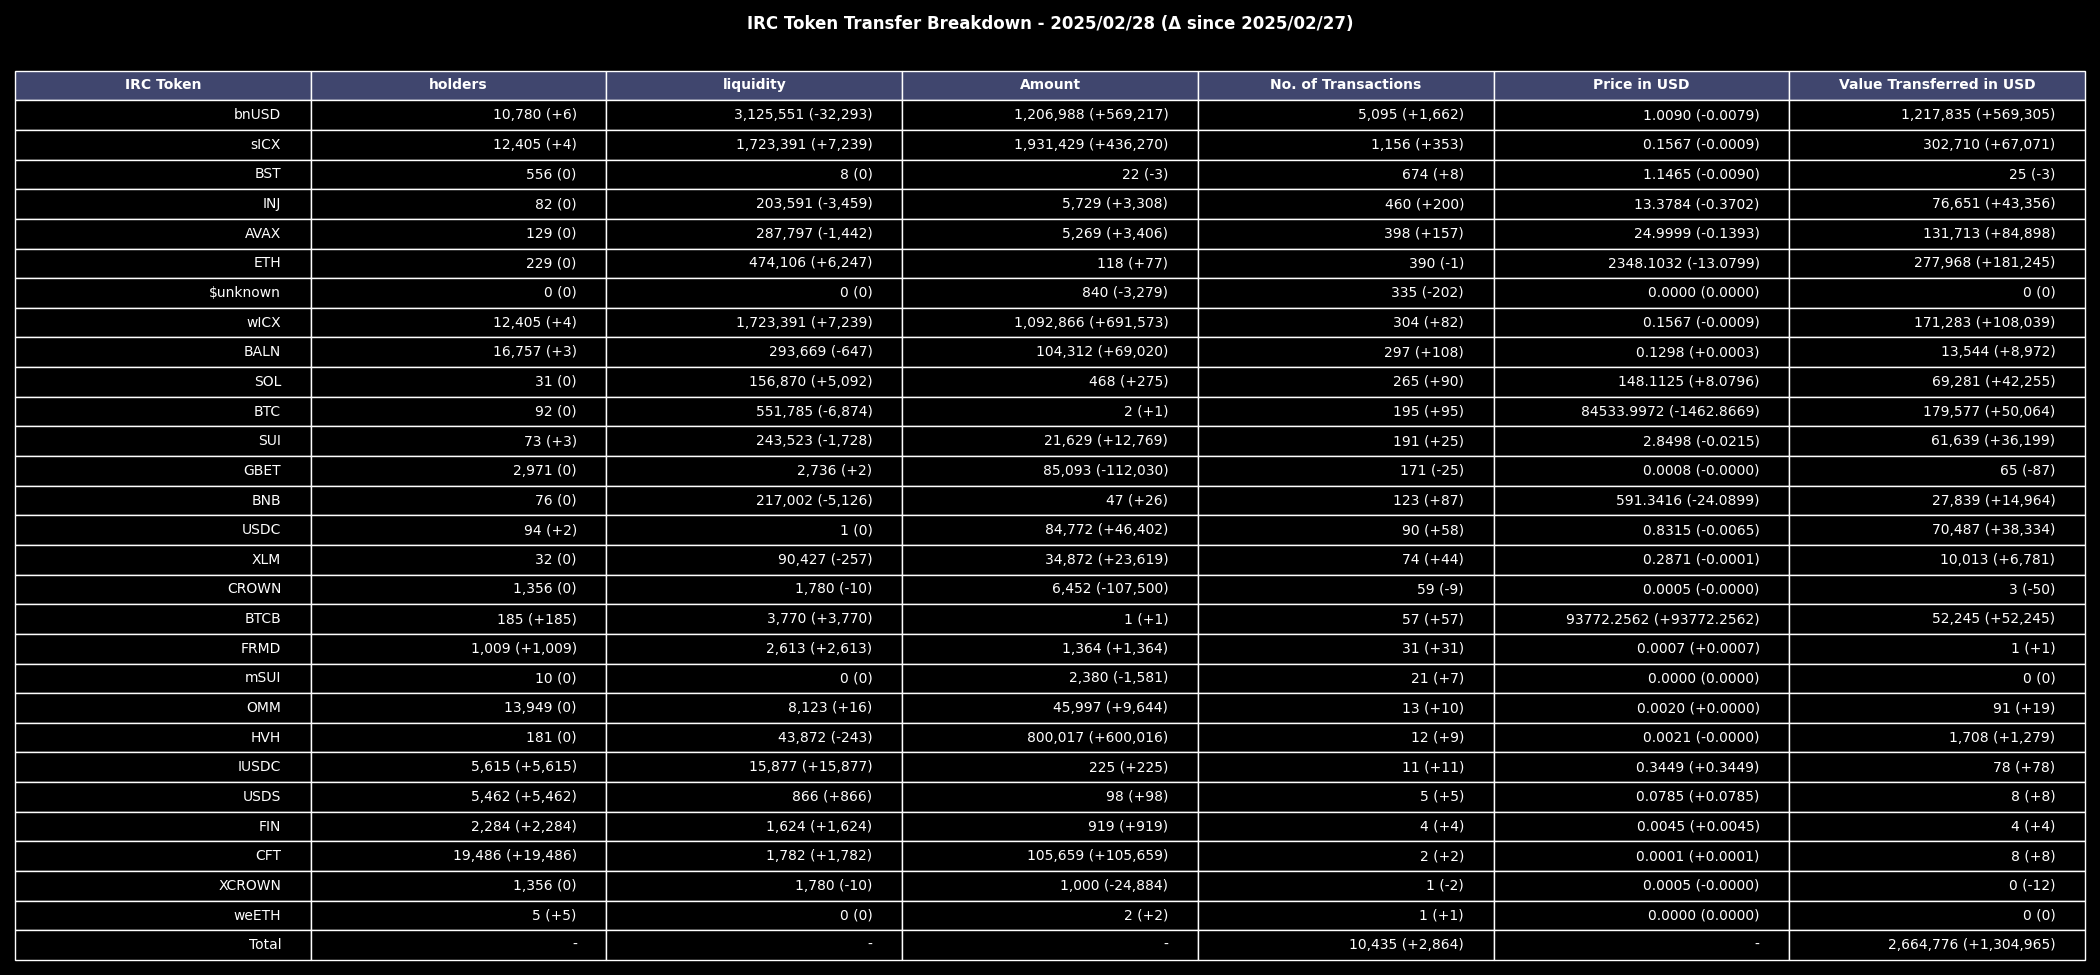 IRC Token Transfer Breakdown - 2025/02/28 (Δ since 2025/02/27)
IRC Token holders liquidity Amount No. of Transactions Price in USD Value Transferred in USD
bnUSD 10,780 (+6) 3,125,551 (-32,293) 1,206,988 (+569,217) 5,095 (+1,662) 1.0090 (-0.0079) 1,217,835 (+569,305)
sICX 12,405 (+4) 1,723,391 (+7,239) 1,931,429 (+436,270) 1,156 (+353) 0.1567 (-0.0009) 302,710 (+67,071)
BST 556 (0) 8 (0) 22 (-3) 674 (+8) 1.1465 (-0.0090) 25 (-3)
INJ 82 (0) 203,591 (-3,459) 5,729 (+3,308) 460 (+200) 13.3784 (-0.3702) 76,651 (+43,356)
AVAX 129 (0) 287,797 (-1,442) 5,269 (+3,406) 398 (+157) 24.9999 (-0.1393) 131,713 (+84,898)
ETH 229 (0) 474,106 (+6,247) 118 (+77) 390 (-1) 2348.1032 (-13.0799) 277,968 (+181,245)
$unknown 0 (0) 0 (0) 840 (-3,279) 335 (-202) 0.0000 (0.0000) 0 (0)
wICX 12,405 (+4) 1,723,391 (+7,239) 1,092,866 (+691,573) 304 (+82) 0.1567 (-0.0009) 171,283 (+108,039)
BALN 16,757 (+3) 293,669 (-647) 104,312 (+69,020) 297 (+108) 0.1298 (+0.0003) 13,544 (+8,972)
SOL 31 (0) 156,870 (+5,092) 468 (+275) 265 (+90) 148.1125 (+8.0796) 69,281 (+42,255)
BTC 92 (0) 551,785 (-6,874) 2 (+1) 195 (+95) 84533.9972 (-1462.8669) 179,577 (+50,064)
SUI 73 (+3) 243,523 (-1,728) 21,629 (+12,769) 191 (+25) 2.8498 (-0.0215) 61,639 (+36,199)
GBET 2,971 (0) 2,736 (+2) 85,093 (-112,030) 171 (-25) 0.0008 (-0.0000) 65 (-87)
BNB 76 (0) 217,002 (-5,126) 47 (+26) 123 (+87) 591.3416 (-24.0899) 27,839 (+14,964)
USDC 94 (+2) 1 (0) 84,772 (+46,402) 90 (+58) 0.8315 (-0.0065) 70,487 (+38,334)
XLM 32 (0) 90,427 (-257) 34,872 (+23,619) 74 (+44) 0.2871 (-0.0001) 10,013 (+6,781)
CROWN 1,356 (0) 1,780 (-10) 6,452 (-107,500) 59 (-9) 0.0005 (-0.0000) 3 (-50)
BTCB 185 (+185) 3,770 (+3,770) 1 (+1) 57 (+57) 93772.2562 (+93772.2562) 52,245 (+52,245)
FRMD 1,009 (+1,009) 2,613 (+2,613) 1,364 (+1,364) 31 (+31) 0.0007 (+0.0007) 1 (+1)
mSUI 10 (0) 0 (0) 2,380 (-1,581) 21 (+7) 0.0000 (0.0000) 0 (0)
OMM 13,949 (0) 8,123 (+16) 45,997 (+9,644) 13 (+10) 0.0020 (+0.0000) 91 (+19)
HVH 181 (0) 43,872 (-243) 800,017 (+600,016) 12 (+9) 0.0021 (-0.0000) 1,708 (+1,279)
IUSDC 5,615 (+5,615) 15,877 (+15,877) 225 (+225) 11 (+11) 0.3449 (+0.3449) 78 (+78)
USDS 5,462 (+5,462) 866 (+866) 98 (+98) 5 (+5) 0.0785 (+0.0785) 8 (+8)
FIN 2,284 (+2,284) 1,624 (+1,624) 919 (+919) 4 (+4) 0.0045 (+0.0045) 4 (+4)
CFT 19,486 (+19,486) 1,782 (+1,782) 105,659 (+105,659) 2 (+2) 0.0001 (+0.0001) 8 (+8)
XCROWN 1,356 (0) 1,780 (-10) 1,000 (-24,884) 1 (-2) 0.0005 (-0.0000) 0 (-12)
weETH 5 (+5) 0 (0) 2 (+2) 1 (+1) 0.0000 (0.0000) 0 (0)
Total - - - 10,435 (+2,864) - 2,664,776 (+1,304,965)